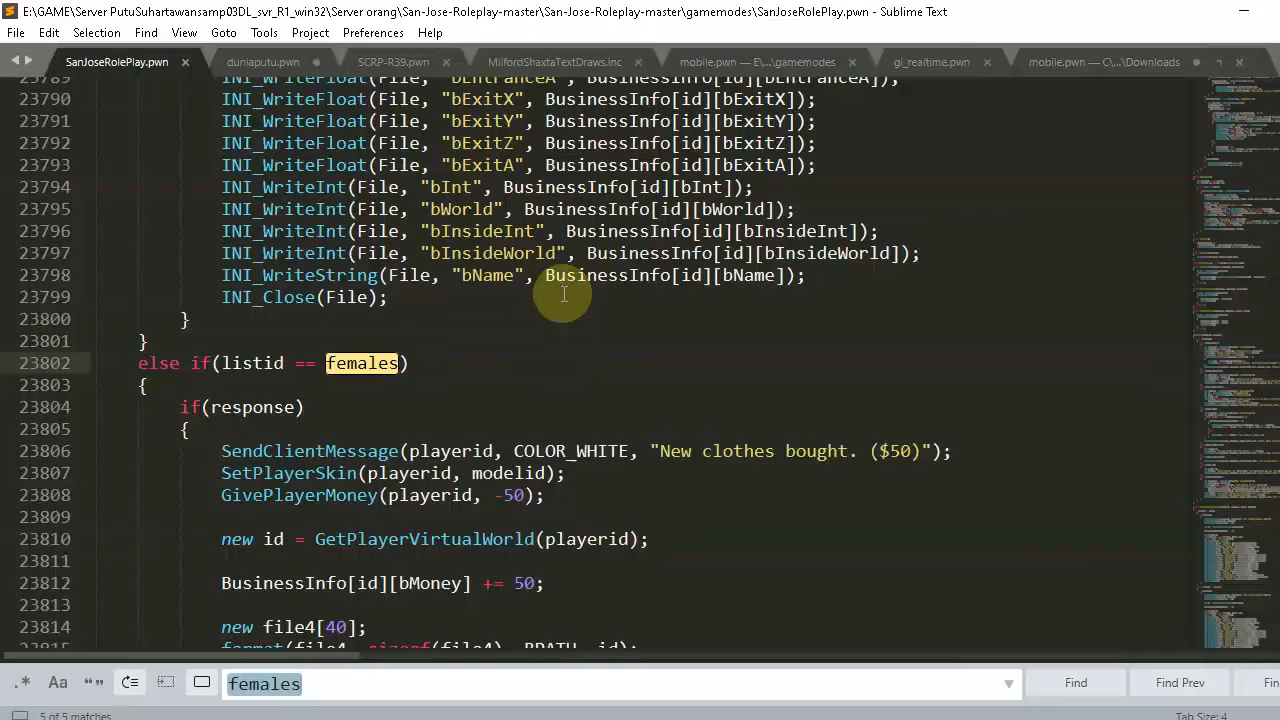 E:\GAME\Server PutuSuhartawansamp03DL_svr_R1_win32\Server orang\San-Jose-Roleplay-master\San-Jose-Roleplay-master\gamemodes\SanJoseRolePlay.pwn - Sublime Text
File Edit Selection Find View Goto Tools Project Preferences Help
SanJoseRolePlay.pwn duniaputu.pwn SCRP-R39.pwn MilfordShaxtaTextDraws.inc mobile.pwn — E\...\gamemodes gl_realtime.pwn mobile.pwn — C\...\Downloads
23789 INI_WriteFloat(File, "bEntranceA", BusinessInfo[id][bEntranceA]);
23790 INI_WriteFloat(File, "bExitX", BusinessInfo[id][bExitX]);
23791 INI_WriteFloat(File, "bExitY", BusinessInfo[id][bExitY]);
23792 INI_WriteFloat(File, "bExitZ", BusinessInfo[id][bExitZ]);
23793 INI_WriteFloat(File, "bExitA", BusinessInfo[id][bExitA]);
23794 INI_WriteInt(File, "bInt", BusinessInfo[id][bInt]);
23795 INI_WriteInt(File, "bWorld", BusinessInfo[id][bWorld]);
23796 INI_WriteInt(File, "bInsideInt", BusinessInfo[id][bInsideInt]);
23797 INI_WriteInt(File, "bInsideWorld", BusinessInfo[id][bInsideWorld]);
23798 INI_WriteString(File, "bName", BusinessInfo[id][bName]);
23799 INI_Close(File);
23800 }
23801 }
23802 else if(listid == females)
23803 {
23804 if(response)
23805 {
23806 SendClientMessage(playerid, COLOR_WHITE, "New clothes bought. ($50)");
23807 SetPlayerSkin(playerid, modelid);
23808 GivePlayerMoney(playerid, -50);
23809
23810 new id = GetPlayerVirtualWorld(playerid);
23811
23812 BusinessInfo[id][bMoney] += 50;
23813
23814 new file4[40];
23815 format(file4, sizeof(file4), BPATH, id);
.* Aa “” females Find Find Prev Fin
5 of 5 matches Tab Size: 4